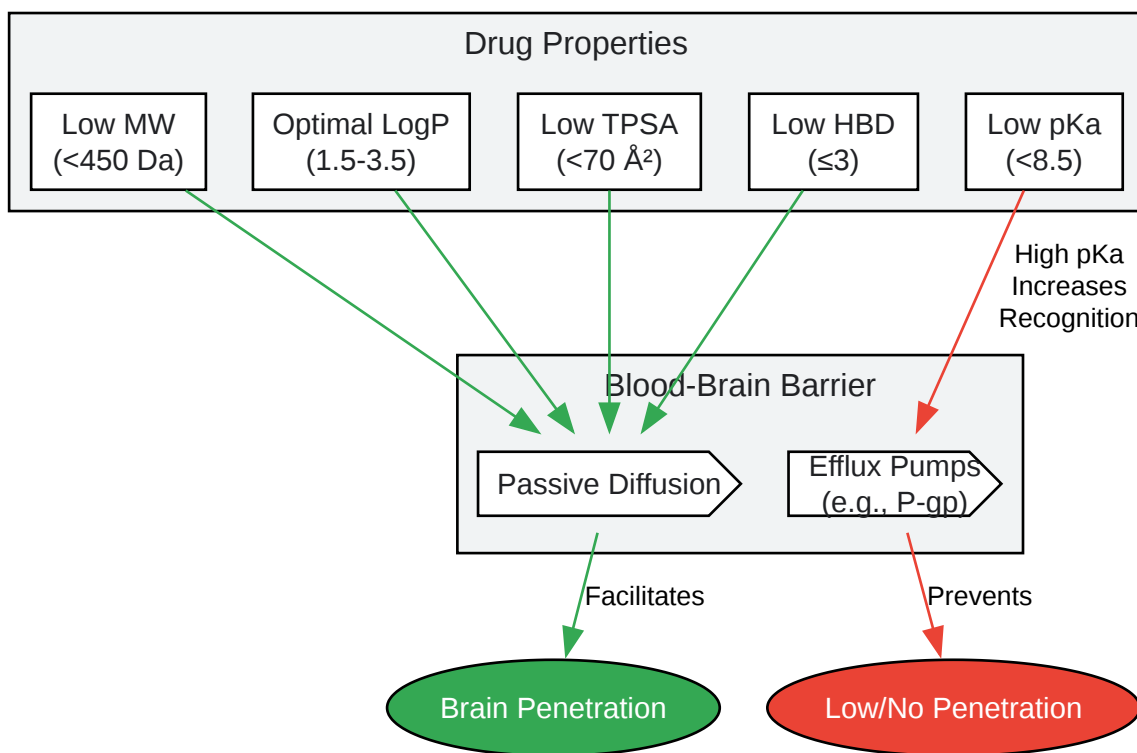 Drug Properties
Low MW
(<450 Da)
Optimal LogP
(1.5-3.5)
Low TPSA
(<70 Å²)
Low HBD
(≤3)
Low pKa
(<8.5)
High pKa
Increases
Recognition
Blood-Brain Barrier
Passive Diffusion
Efflux Pumps
(e.g., P-gp)
Facilitates
Prevents
Brain Penetration
Low/No Penetration